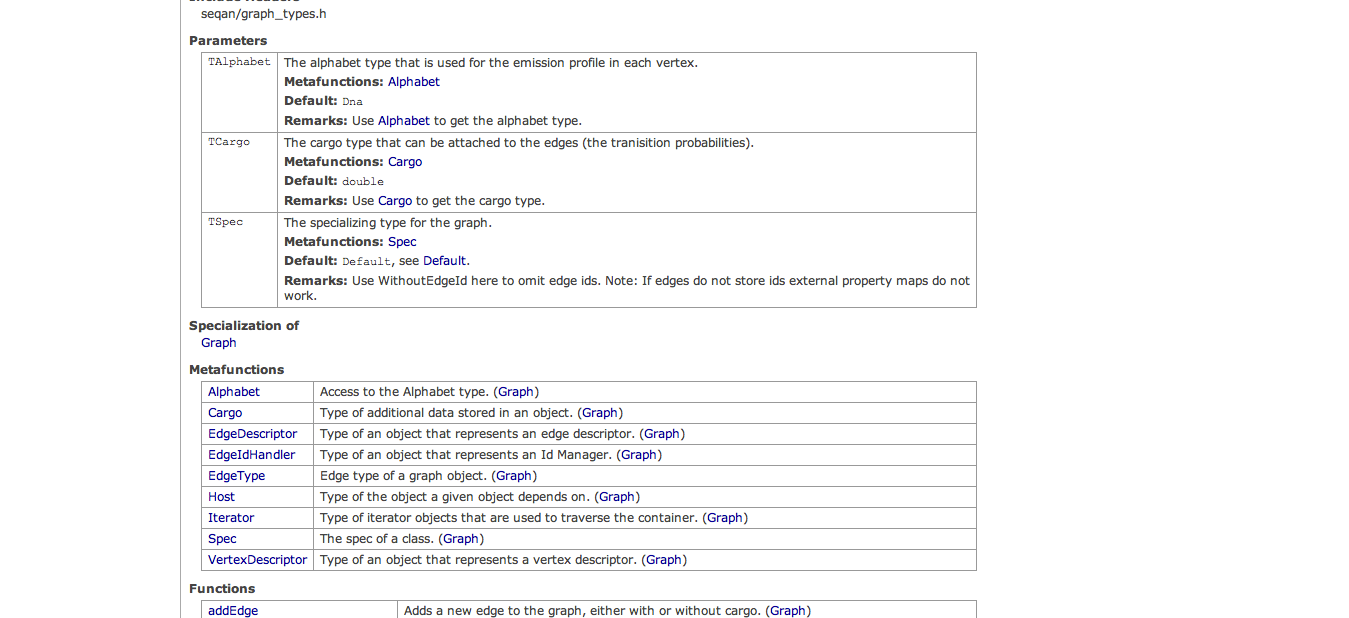 Include Headers
seqan/graph_types.h
Parameters
TAlphabet The alphabet type that is used for the emission profile in each vertex.
Metafunctions: Alphabet
Default: Dna
Remarks: Use Alphabet to get the alphabet type.
TCargo The cargo type that can be attached to the edges (the tranisition probabilities).
Metafunctions: Cargo
Default: double
Remarks: Use Cargo to get the cargo type.
TSpec The specializing type for the graph.
Metafunctions: Spec
Default: Default, see Default.
Remarks: Use WithoutEdgeId here to omit edge ids. Note: If edges do not store ids external property maps do not
work.
Specialization of
Graph
Metafunctions
Alphabet Access to the Alphabet type. (Graph)
Cargo Type of additional data stored in an object. (Graph)
EdgeDescriptor Type of an object that represents an edge descriptor. (Graph)
EdgeIdHandler Type of an object that represents an Id Manager. (Graph)
EdgeType Edge type of a graph object. (Graph)
Host Type of the object a given object depends on. (Graph)
Iterator Type of iterator objects that are used to traverse the container. (Graph)
Spec The spec of a class. (Graph)
VertexDescriptor Type of an object that represents a vertex descriptor. (Graph)
Functions
addEdge Adds a new edge to the graph, either with or without cargo. (Graph)